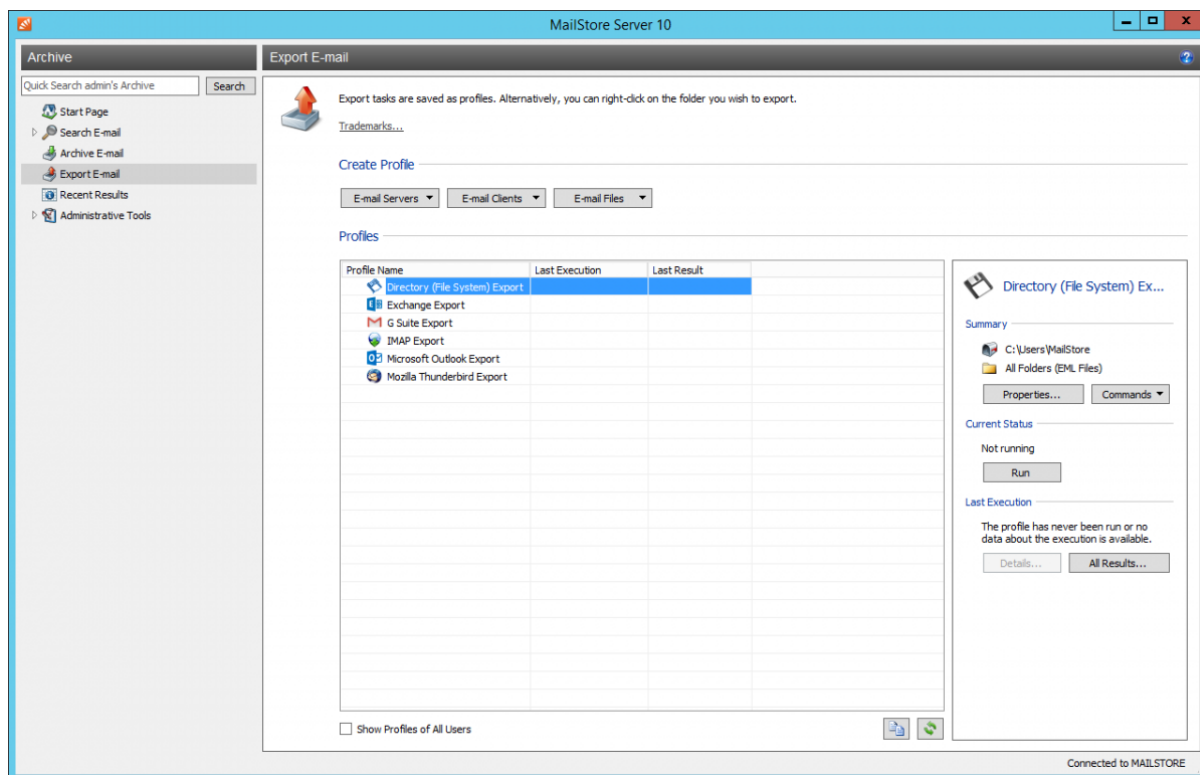 MailStore Server 10
Archive
Export E-mail
Quick Search admin's Archive
Search
Start Page
Search E-mail
Archive E-mail
Export E-mail
Recent Results
Administrative Tools
Export tasks are saved as profiles. Alternatively, you can right-click on the folder you wish to export.
Trademarks...
Create Profile
E-mail Servers
E-mail Clients
E-mail Files
Profiles
Profile Name
Last Execution
Last Result
Directory (File System) Export
Exchange Export
G Suite Export
IMAP Export
Microsoft Outlook Export
Mozilla Thunderbird Export
Show Profiles of All Users
Directory (File System) Ex...
Summary
C:\Users\MailStore
All Folders (EML Files)
Properties...
Commands
Current Status
Not running
Run
Last Execution
The profile has never been run or no
data about the execution is available.
Details...
All Results...
Connected to MAILSTORE